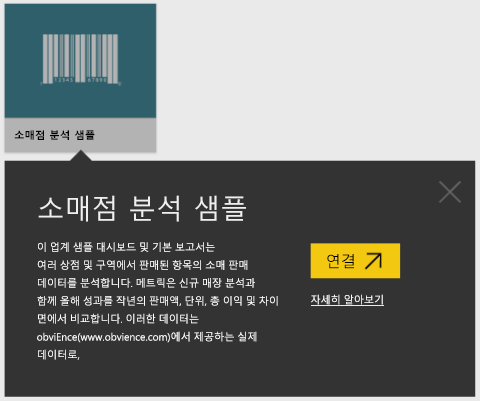 소매점 분석 샘플
소매점 분석 샘플
이 업계 샘플 대시보드 및 기본 보고서는
여러 상점 및 구역에서 판매된 항목의 소매 판매
데이터를 분석합니다. 메트릭은 신규 매장 분석과
함께 올해 성과를 작년의 판매액, 단위, 총 이익 및 차이
면에서 비교합니다. 이러한 데이터는
obviEnce(www.obvience.com)에서 제공하는 실제
데이터로,
연결
자세히 알아보기